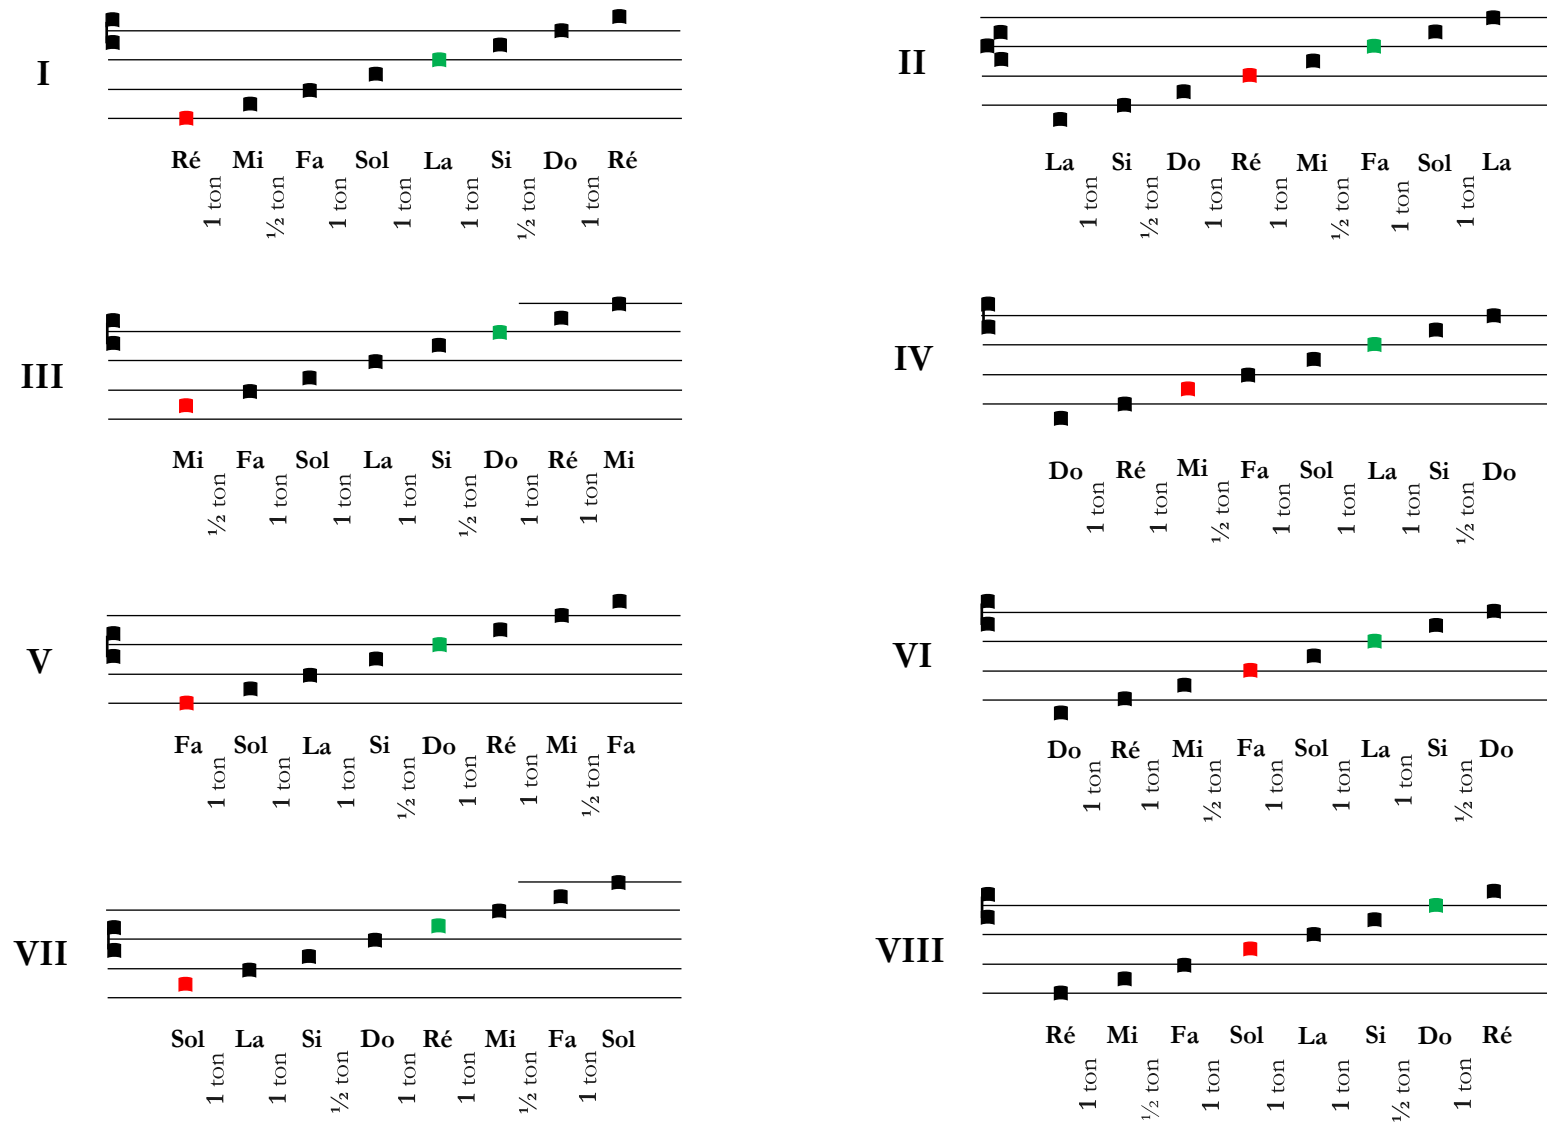 I
Ré Mi Fa Sol La Si Do Ré
1 ton ½ ton 1 ton 1 ton 1 ton ½ ton 1 ton
II
La Si Do Ré Mi Fa Sol La
1 ton ½ ton 1 ton 1 ton ½ ton 1 ton 1 ton
III
Mi Fa Sol La Si Do Ré Mi
½ ton 1 ton 1 ton 1 ton ½ ton 1 ton 1 ton
IV
Do Ré Mi Fa Sol La Si Do
1 ton 1 ton ½ ton 1 ton 1 ton 1 ton ½ ton
V
Fa Sol La Si Do Ré Mi Fa
1 ton 1 ton 1 ton ½ ton 1 ton 1 ton ½ ton
VI
Do Ré Mi Fa Sol La Si Do
1 ton 1 ton ½ ton 1 ton 1 ton 1 ton ½ ton
VII
Sol La Si Do Ré Mi Fa Sol
1 ton 1 ton ½ ton 1 ton 1 ton ½ ton 1 ton
VIII
Ré Mi Fa Sol La Si Do Ré
1 ton ½ ton 1 ton 1 ton 1 ton ½ ton 1 ton